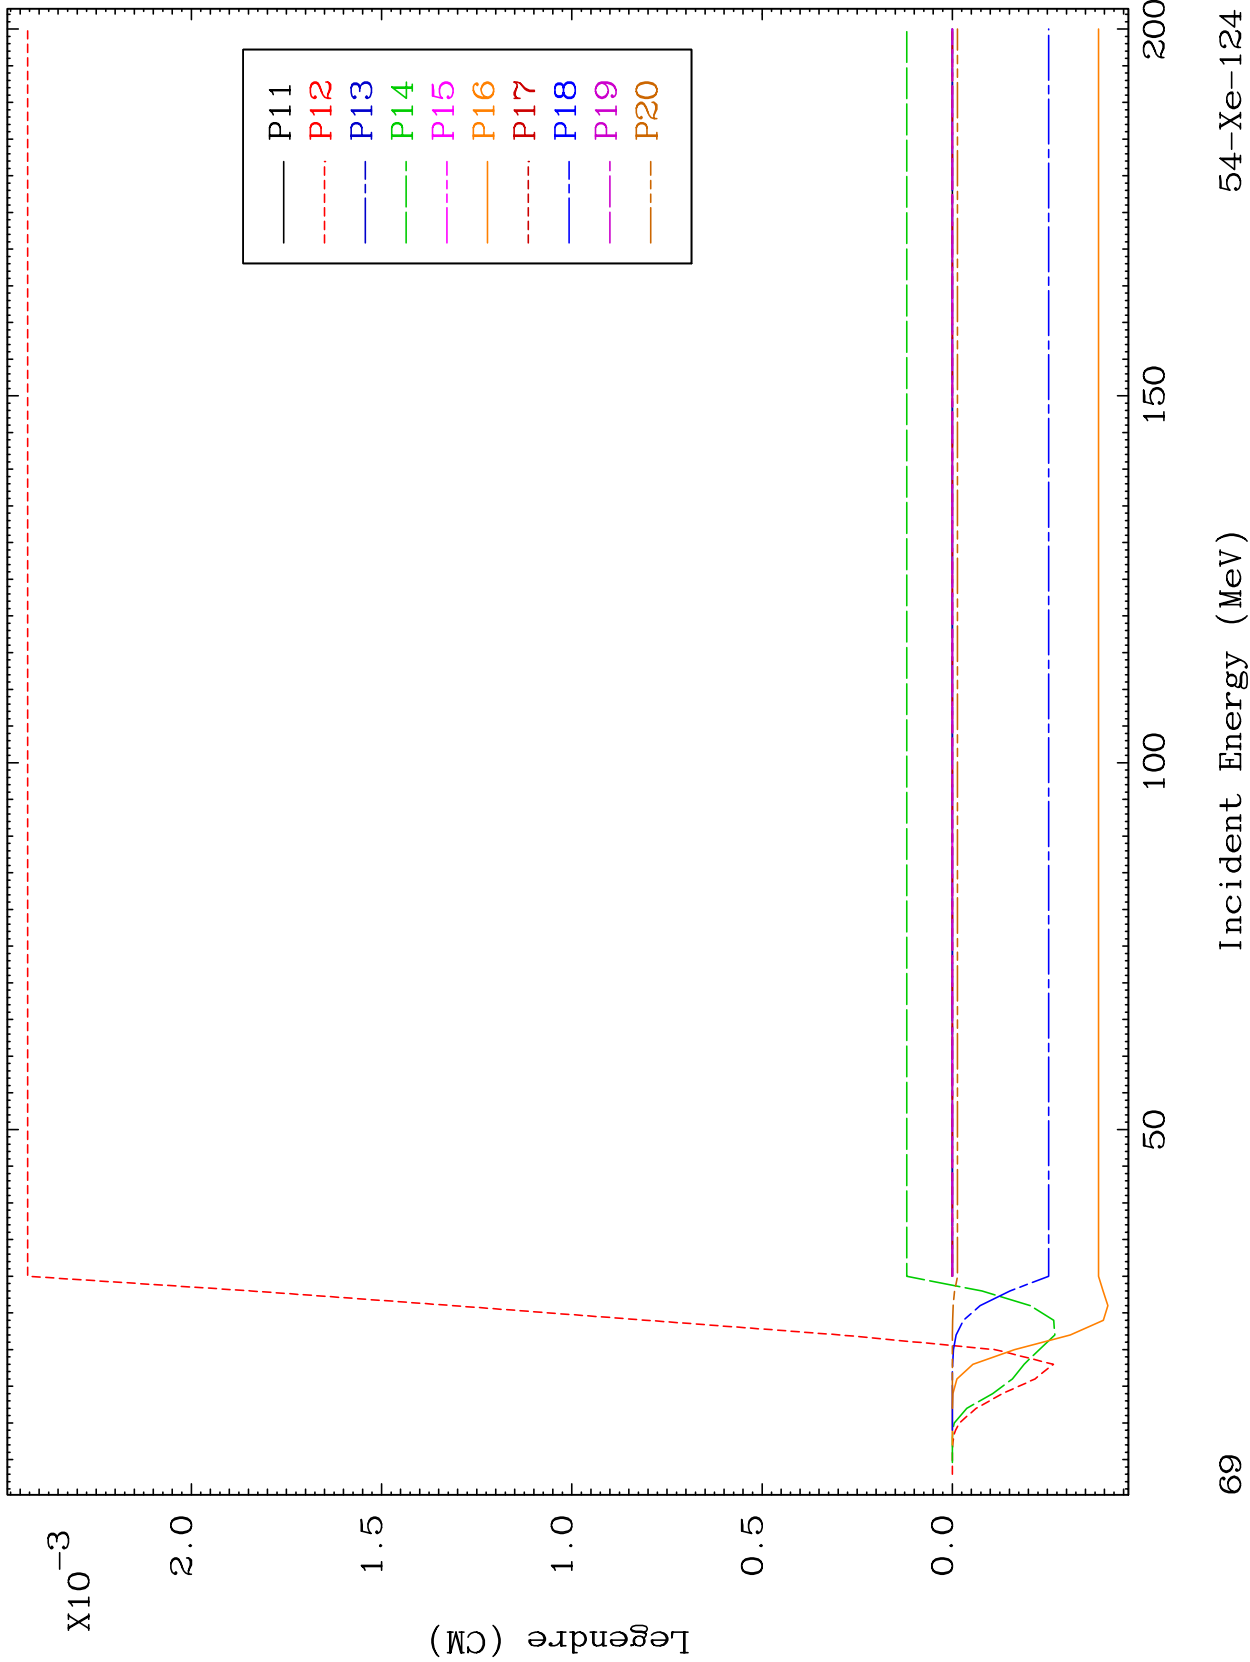 X10-3
2.0
1.5
1.0
0.5
0.0
Legendre (CM)
P11
P12
P13
P14
P15
P16
P17
P18
P19
P20
50
100
150
200
69
Incident Energy (MeV)
54-Xe-124